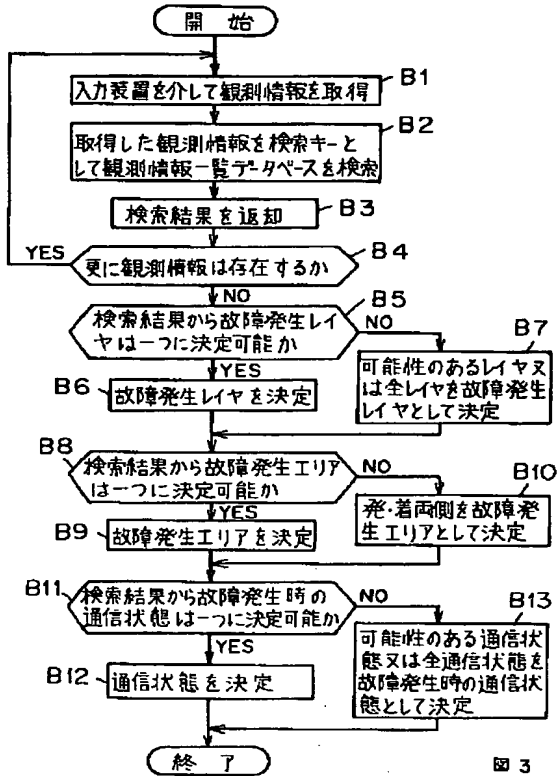 開始
B1
入力装置を介して観測情報を取得
B2
取得した観測情報を検索キーと
して観測情報一覧データベースを検索
B3
検索結果を返却
B4
YES
更に観測情報は存在するか
NO
B5
検索結果から故障発生レイ
ヤは一つに決定可能か
NO
B7
可能性のあるレイヤ又
は全レイヤを故障発生
レイヤとして決定
YES
B6
故障発生レイヤを決定
B8
検索結果から故障発生エリア
は一つに決定可能か
NO
B10
発・着両側を故障発
生エリアとして決定
YES
B9
故障発生エリアを決定
B11
検索結果から故障発生時の
通信状態は一つに決定可能か
NO
B13
可能性のある通信状
態又は全通信状態を
故障発生時の通信状
態として決定
YES
B12
通信状態を決定
終了
図3